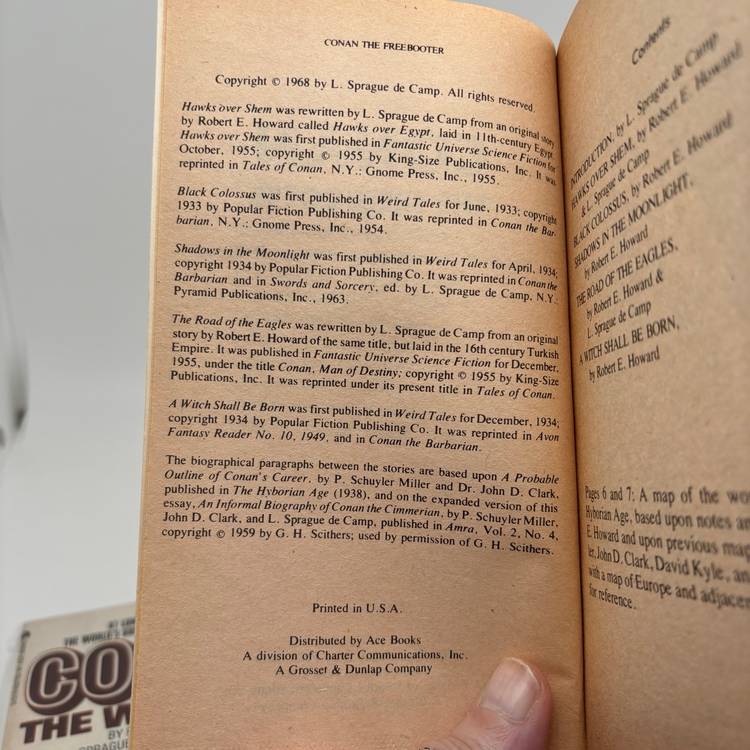 CONAN THE FREEBOOTER
Copyright © 1968 by L. Sprague de Camp. All rights reserved.
Hawks over Shem was rewritten by L. Sprague de Camp from an original story
by Robert E. Howard called Hawks over Egypt, laid in 11th-century Egypt.
Hawks over Shem was first published in Fantastic Universe Science Fiction for
October, 1955; copyright © 1955 by King-Size Publications, Inc. It was
reprinted in Tales of Conan, N.Y.: Gnome Press, Inc., 1955.
Black Colossus was first published in Weird Tales for June, 1933; copyright
1933 by Popular Fiction Publishing Co. It was reprinted in Conan the Bar-
barian, N.Y.: Gnome Press, Inc., 1954.
Shadows in the Moonlight was first published in Weird Tales for April, 1934;
copyright 1934 by Popular Fiction Publishing Co. It was reprinted in Conan the
Barbarian and in Swords and Sorcery, ed. by L. Sprague de Camp, N.Y.:
Pyramid Publications, Inc., 1963.
The Road of the Eagles was rewritten by L. Sprague de Camp from an original
story by Robert E. Howard of the same title, but laid in the 16th century Turkish
Empire. It was published in Fantastic Universe Science Fiction for December,
1955, under the title Conan, Man of Destiny; copyright © 1955 by King-Size
Publications, Inc. It was reprinted under its present title in Tales of Conan.
A Witch Shall Be Born was first published in Weird Tales for December, 1934;
copyright 1934 by Popular Fiction Publishing Co. It was reprinted in Avon
Fantasy Reader No. 10, 1949, and in Conan the Barbarian.
The biographical paragraphs between the stories are based upon A Probable
Outline of Conan's Career, by P. Schuyler Miller and Dr. John D. Clark,
published in The Hyborian Age (1938), and on the expanded version of this
essay, An Informal Biography of Conan the Cimmerian, by P. Schuyler Miller,
John D. Clark, and L. Sprague de Camp, published in Amra, Vol. 2, No. 4,
copyright © 1959 by G. H. Scithers; used by permission of G. H. Scithers.
Printed in U.S.A.
Distributed by Ace Books
A division of Charter Communications, Inc.
A Grosset & Dunlap Company
Contents
INTRODUCTION, by L. Sprague de Camp
HAWKS OVER SHEM, by Robert E. Howard
& L. Sprague de Camp
BLACK COLOSSUS, by Robert E. Howard
SHADOWS IN THE MOONLIGHT,
by Robert E. Howard
THE ROAD OF THE EAGLES,
by Robert E. Howard &
L. Sprague de Camp
A WITCH SHALL BE BORN,
by Robert E. Howard
Pages 6 and 7: A map of the wo
Hyborian Age, based upon notes an
E. Howard and upon previous map
ler, John D. Clark, David Kyle, an
with a map of Europe and adjacen
for reference.
CO
THE W